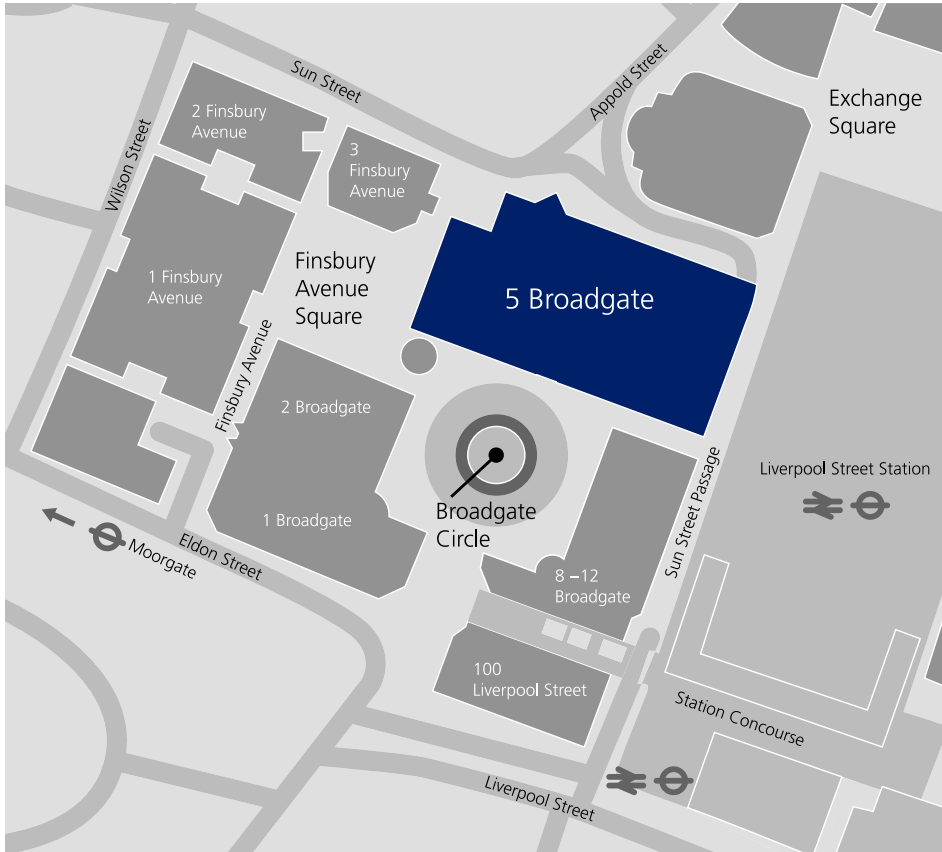 Sun Street
Appold Street
Exchange
Square
2 Finsbury
Avenue
3
Finsbury
Avenue
Wilson Street
1 Finsbury
Avenue
Finsbury
Avenue
Square
5 Broadgate
Finsbury Avenue
2 Broadgate
Broadgate
Circle
1 Broadgate
Sun Street Passage
Liverpool Street Station
Moorgate
Eldon Street
8 –12
Broadgate
100
Liverpool Street
Station Concourse
Liverpool Street